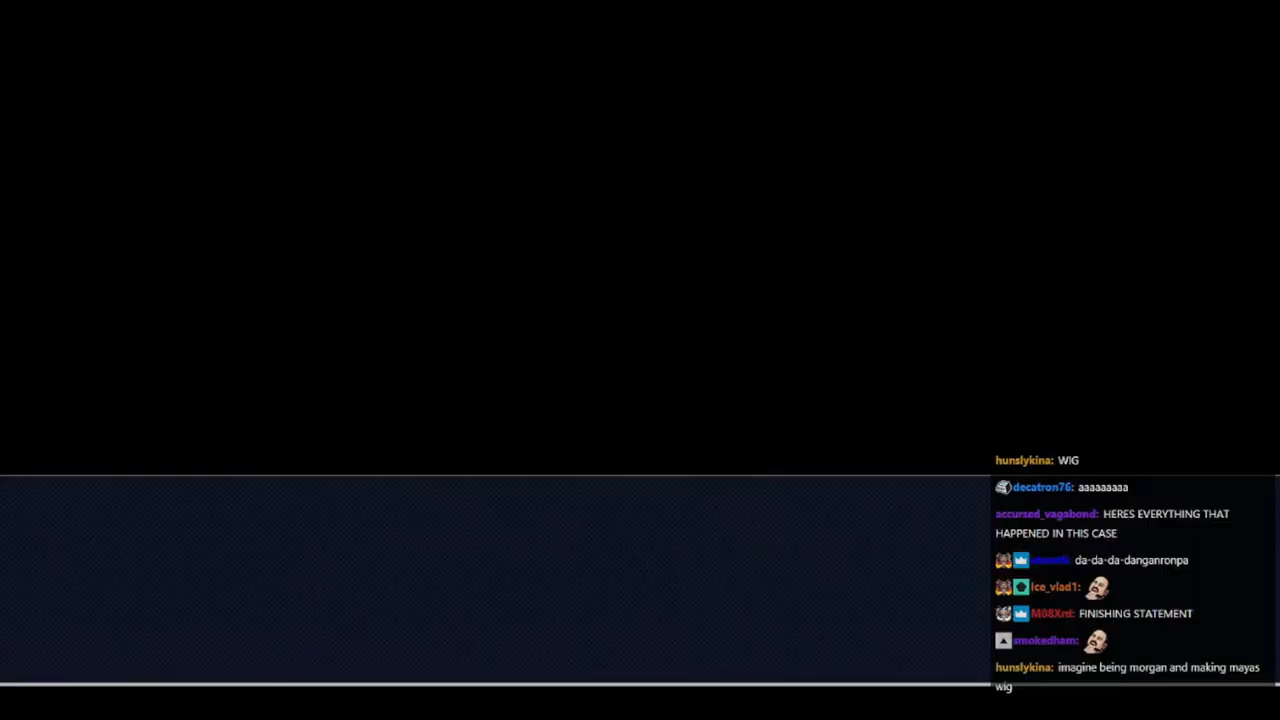 hunslykina: WIG
decatron76: aaaaaaaaa
accursed_vagabond: HERES EVERYTHING THAT
HAPPENED IN THIS CASE
da-da-da-danganronpa
ice_vlad1:
M08Xrd: FINISHING STATEMENT
smokedham:
hunslykina: imagine being morgan and making mayas
wig